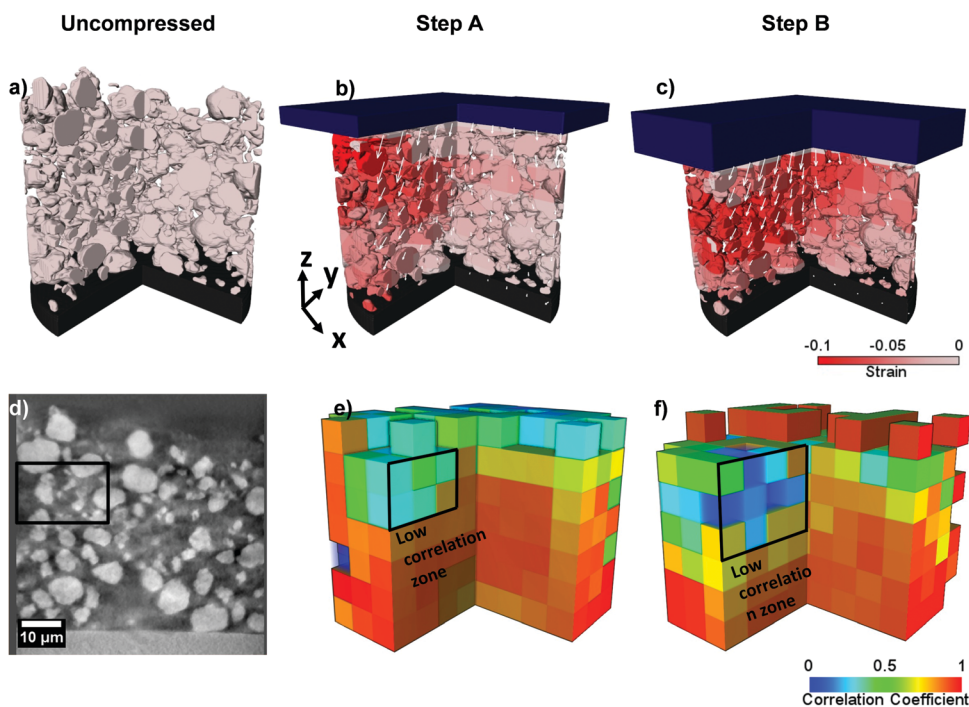 Uncompressed
Step A
Step B
a)
b)
c)
z
y
x
-0.1
-0.05
0
Strain
d)
e)
f)
Low
correlation
zone
Low
correlatio
n zone
10 µm
0
0.5
1
Correlation Coefficient